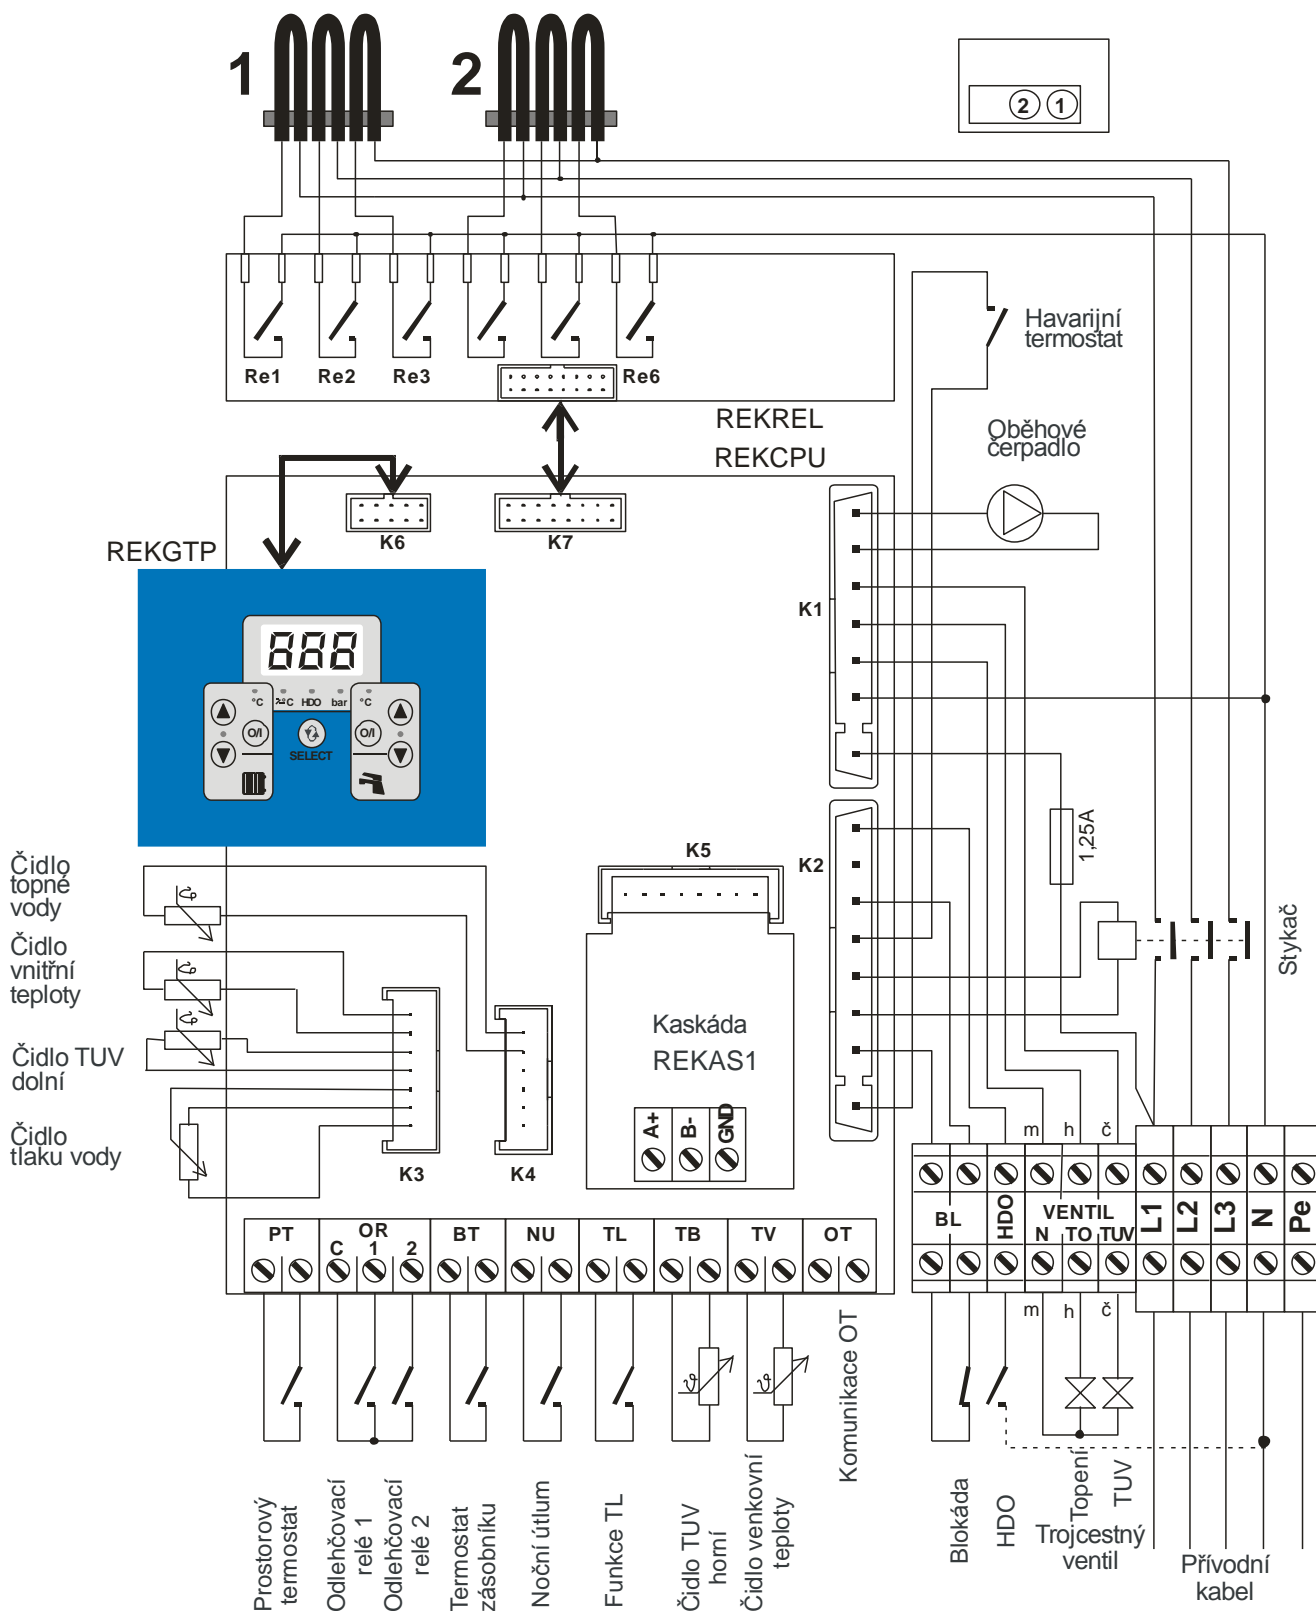 1
2
2 1
Havarijní
termostat
Re1 Re2 Re3 Re6
REKREL
Oběhové
čerpadlo
REKCPU
K6
K7
REKGTP
K1
888
°C °C HDO bar °C
O/I O/I
SELECT
1,25A
K5
K2
Čidlo
topné
vody
Stykač
Čidlo
vnitřní
teploty
Kaskáda
REKAS1
Čidlo TUV
dolní
A+ B- GND
Čidlo
tlaku vody
K3
K4
m h č
BL HDO VENTIL L1 L2 L3 N Pe
N TO TUV
PT OR BT NU TL TB TV OT
C 1 2
m h č
Komunikace OT
Prostorový
termostat
Odlehčovací
relé 1
Odlehčovací
relé 2
Termostat
zásobníku
Noční útlum
Funkce TL
Čidlo TUV
horní
Čidlo venkovní
teploty
Blokáda
HDO
Topení
TUV
Trojcestný
ventil
Přívodní
kabel